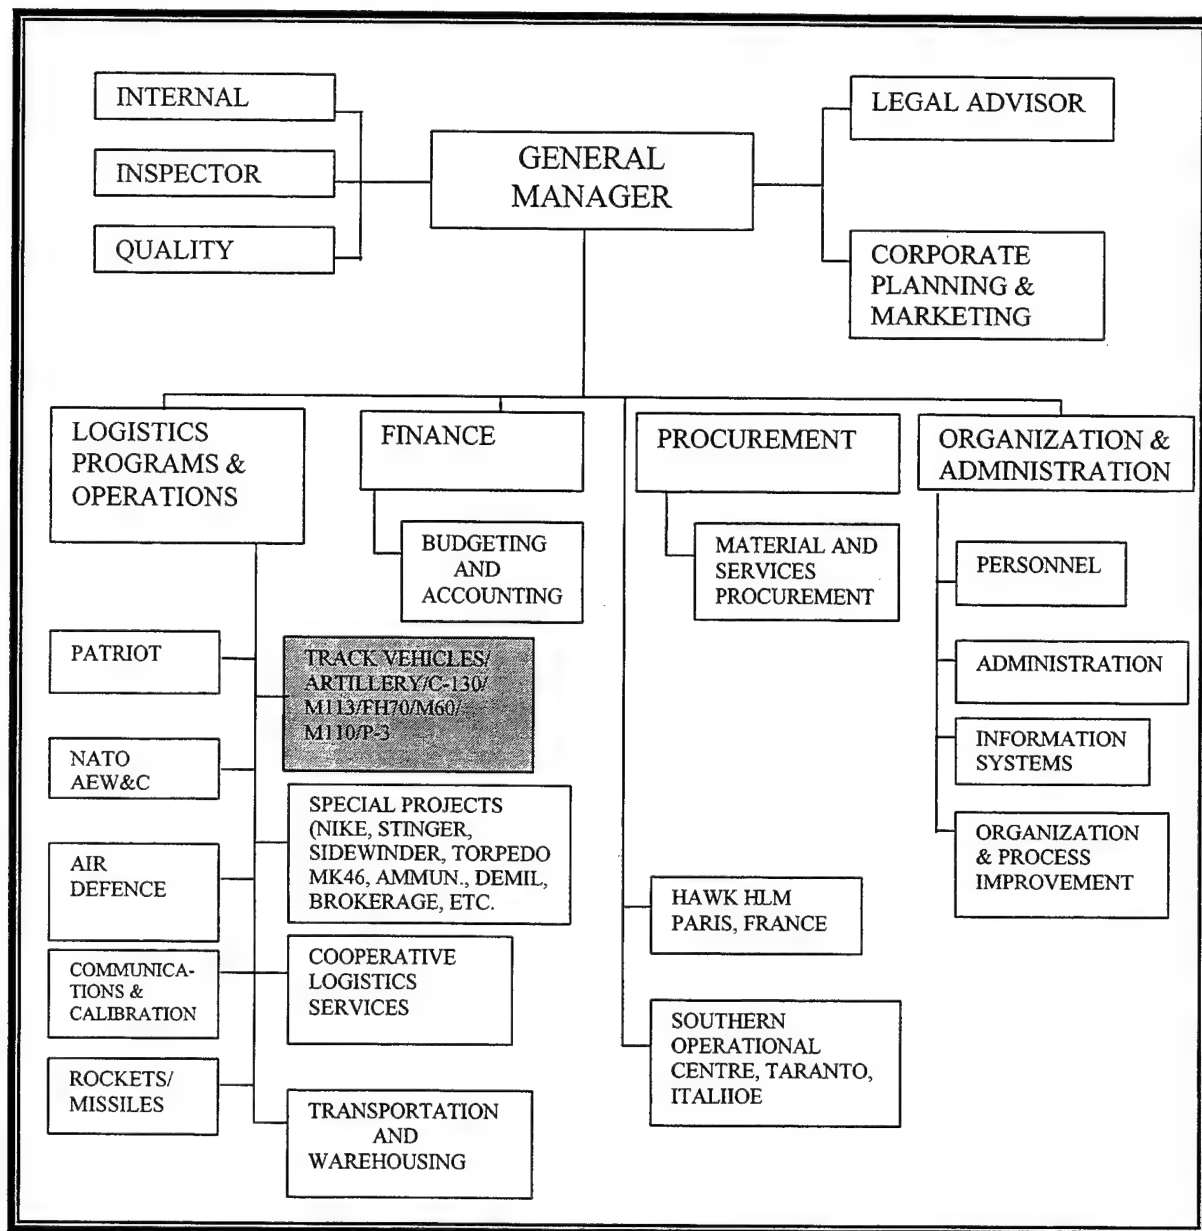 INTERNAL
INSPECTOR
QUALITY
GENERAL
MANAGER
LEGAL ADVISOR
CORPORATE
PLANNING &
MARKETING
LOGISTICS
PROGRAMS &
OPERATIONS
PATRIOT
NATO
AEW&C
AIR
DEFENCE
COMMUNICA-
TIONS &
CALIBRATION
ROCKETS/
MISSILES
TRACK VEHICLES/
ARTILLERY/C-130/
M113/FH70/M60/
M110/P-3
SPECIAL PROJECTS
(NIKE, STINGER,
SIDEWINDER, TORPEDO
MK46, AMMUN., DEMIL,
BROKERAGE, ETC.
COOPERATIVE
LOGISTICS
SERVICES
TRANSPORTATION
AND
WAREHOUSING
FINANCE
BUDGETING
AND
ACCOUNTING
PROCUREMENT
MATERIAL AND
SERVICES
PROCUREMENT
HAWK HLM
PARIS, FRANCE
SOUTHERN
OPERATIONAL
CENTRE, TARANTO,
ITALIIOE
ORGANIZATION &
ADMINISTRATION
PERSONNEL
ADMINISTRATION
INFORMATION
SYSTEMS
ORGANIZATION
& PROCESS
IMPROVEMENT